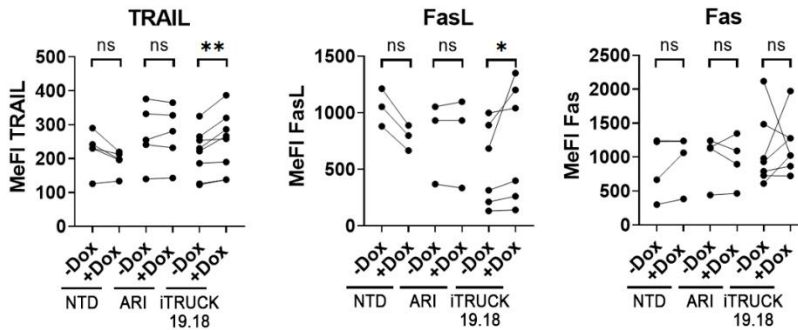 TRAIL
ns ns **
MeFI TRAIL
500
400
300
200
100
0
-Dox +Dox -Dox +Dox -Dox +Dox
NTD ARI iTRUCK
19.18
FasL
ns ns *
MeFI FasL
1500
1000
500
0
-Dox +Dox -Dox +Dox -Dox +Dox
NTD ARI iTRUCK
19.18
Fas
ns ns ns
MeFI Fas
2500
2000
1500
1000
500
0
-Dox +Dox -Dox +Dox -Dox +Dox
NTD ARI iTRUCK
19.18